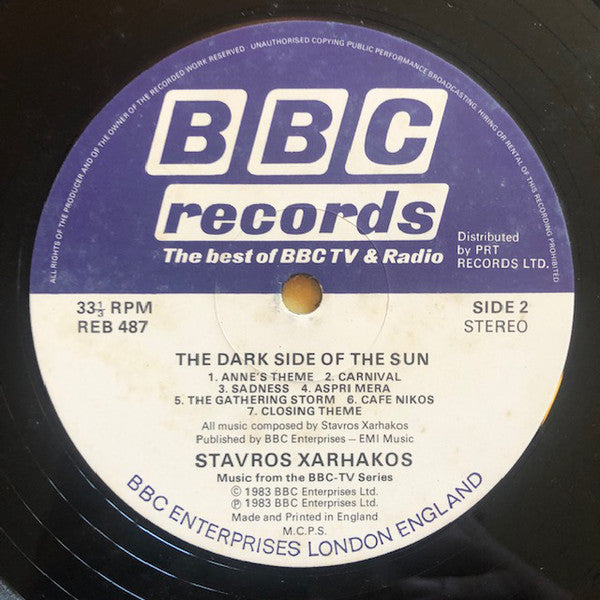 ALL RIGHTS OF THE PRODUCER AND OF THE OWNER OF THE RECORDED WORK RESERVED. UNAUTHORISED COPYING PUBLIC PERFORMANCE BROADCASTING, HIRING OR RENTAL OF THIS RECORDING PROHIBITED
BBC
records
The best of BBC TV & Radio
Distributed
by PRT
RECORDS LTD.
33⅓ RPM
REB 487
SIDE 2
STEREO
THE DARK SIDE OF THE SUN
1. ANNE'S THEME 2. CARNIVAL
3. SADNESS 4. ASPRI MERA
5. THE GATHERING STORM 6. CAFE NIKOS
7. CLOSING THEME
All music composed by Stavros Xarhakos
Published by BBC Enterprises – EMI Music
STAVROS XARHAKOS
Music from the BBC-TV Series
© 1983 BBC Enterprises Ltd.
℗ 1983 BBC Enterprises Ltd.
Made and Printed in England
M.C.P.S.
BBC ENTERPRISES LONDON ENGLAND